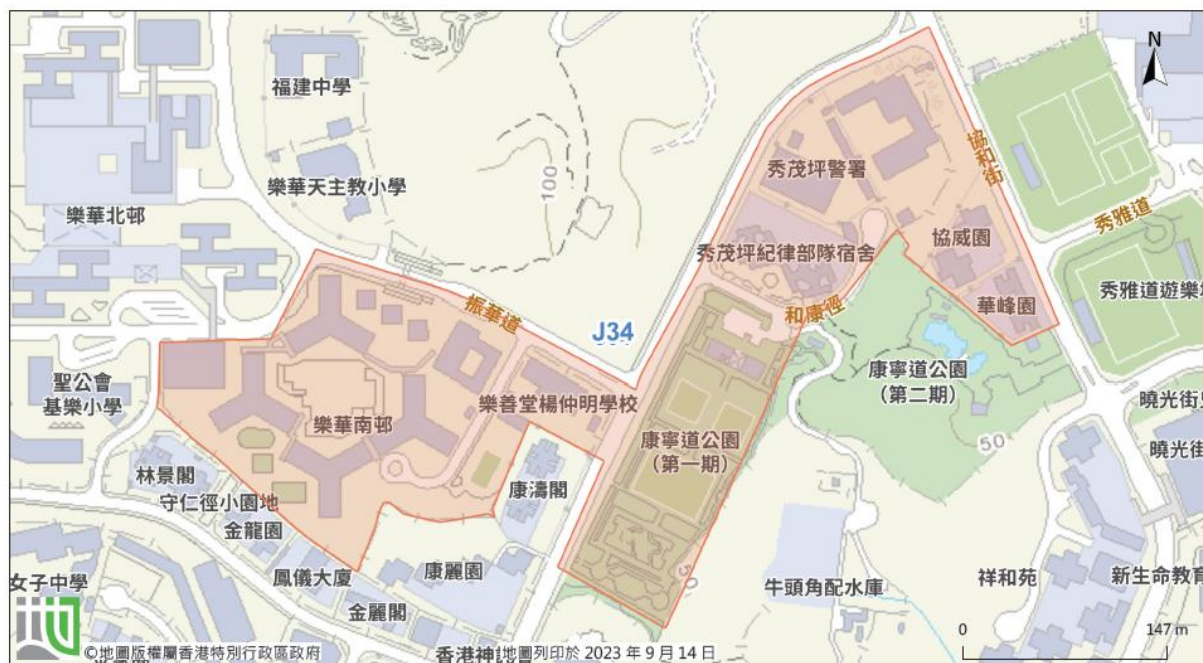 福建中學
樂華天主教小學
樂華北邨
100
N
協和街
秀茂坪警署
秀雅道
秀茂坪紀律部隊宿舍
協威園
華峰園
和康徑
秀雅道遊樂場
振華道
J34
聖公會
基樂小學
樂華南邨
樂善堂楊仲明學校
康寧道公園
(第一期)
康寧道公園
(第二期)
50
曉光街
曉光街
林景閣
守仁徑小園地
金龍園
康濤閣
鳳儀大廈
康麗園
金麗閣
女子中學
牛頭角配水庫
祥和苑
新生命教育
0
147 m
©地圖版權屬香港特別行政區政府
香港神
地圖列印於 2023 年 9 月 14 日